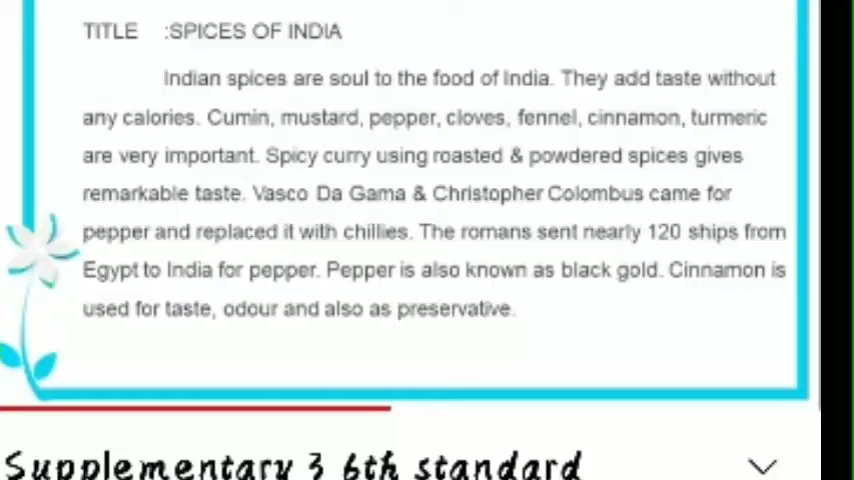 TITLE :SPICES OF INDIA
Indian spices are soul to the food of India. They add taste without
any calories. Cumin, mustard, pepper, cloves, fennel, cinnamon, turmeric
are very important. Spicy curry using roasted & powdered spices gives
remarkable taste. Vasco Da Gama & Christopher Colombus came for
pepper and replaced it with chillies. The romans sent nearly 120 ships from
Egypt to India for pepper. Pepper is also known as black gold. Cinnamon is
used for taste, odour and also as preservative.
Supplementary 3 6th standard